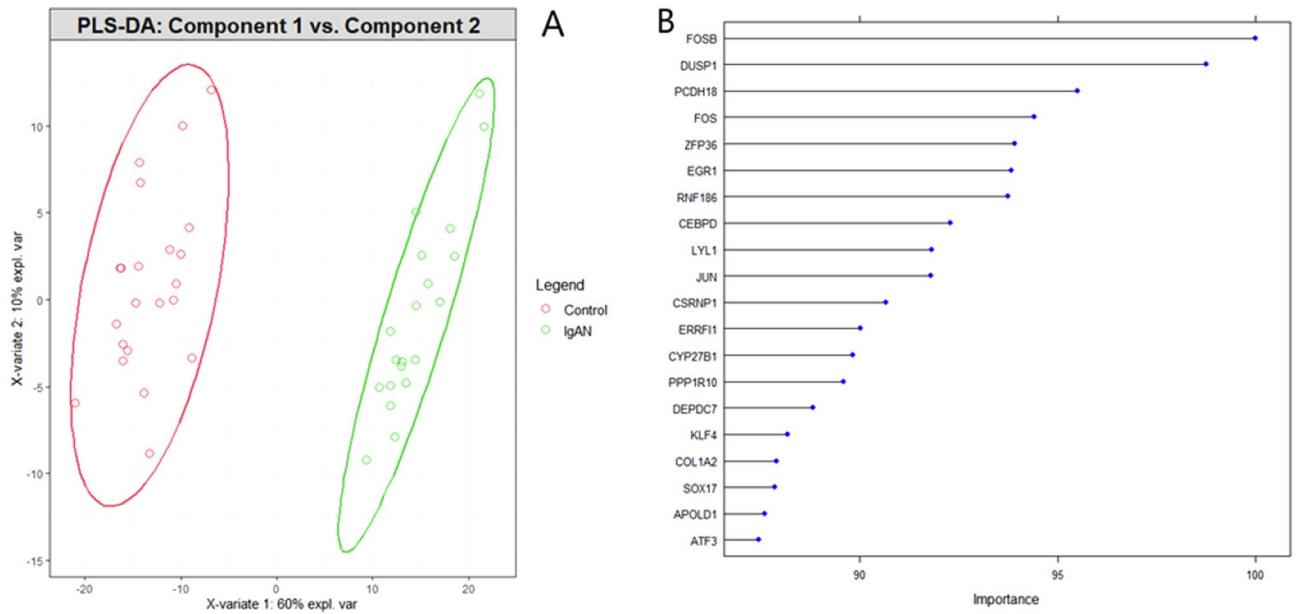 PLS-DA: Component 1 vs. Component 2
A
10
5
0
-5
-10
-15
-20
-10
0
10
20
X-variate 2: 10% expl. var
X-variate 1: 60% expl. var
Legend
Control
IgAN
B
FOSB
DUSP1
PCDH18
FOS
ZFP36
EGR1
RNF186
CEBPD
LYL1
JUN
CSRNP1
ERRFI1
CYP27B1
PPP1R10
DEPDC7
KLF4
COL1A2
SOX17
APOLD1
ATF3
90
95
100
Importance